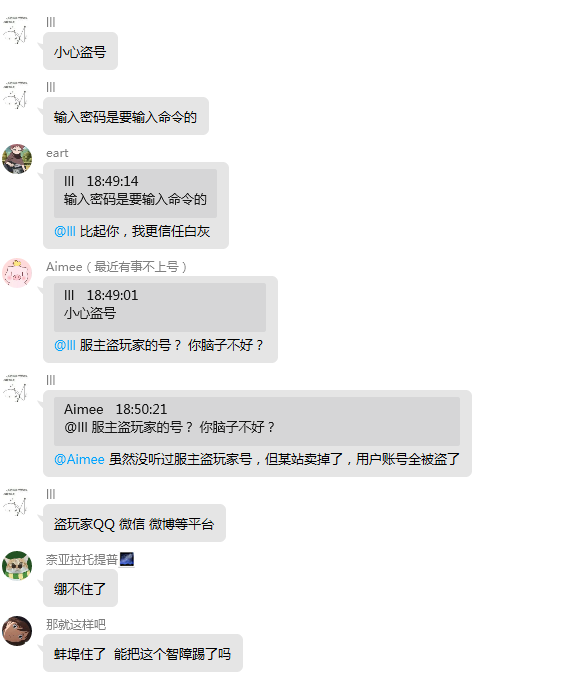 lll
小心盗号
lll
输入密码是要输入命令的
eart
lll 18:49:14
输入密码是要输入命令的
@lll 比起你，我更信任白灰
Aimee（最近有事不上号）
lll 18:49:01
小心盗号
@lll 服主盗玩家的号？ 你脑子不好？
lll
Aimee 18:50:21
@lll 服主盗玩家的号？ 你脑子不好？
@Aimee 虽然没听过服主盗玩家号，但某站卖掉了，用户账号全被盗了
lll
盗玩家QQ 微信 微博等平台
奈亚拉托提普🌌
绷不住了
那就这样吧
蚌埠住了 能把这个智障踢了吗